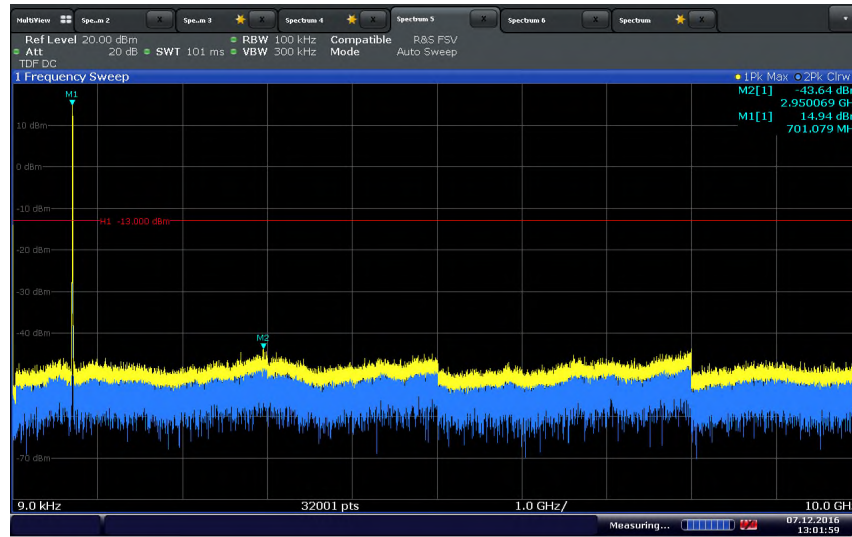 MultiView Spe..m 2 X Spe..m 3 X Spectrum 4 X Spectrum 5 X Spectrum 6 X Spectrum X
Ref Level 20.00 dBm RBW 100 kHz Compatible R&S FSV
Att 20 dB SWT 101 ms VBW 300 kHz Mode Auto Sweep
TDF DC
1 Frequency Sweep 1Pk Max 2Pk Clrw
M1 M2[1] -43.64 dB
2.950069 GH
M1[1] 14.94 dB
701.079 MH
10 dBm
0 dBm
-10 dBm
H1 -13.000 dBm
-20 dBm
-30 dBm
-40 dBm
M2
-70 dBm
9.0 kHz 32001 pts 1.0 GHz/ 10.0 GH
Measuring... 07.12.2016
13:01:59